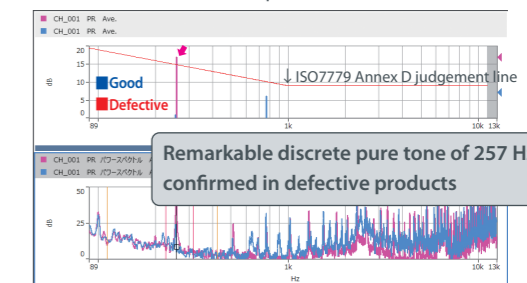 CH_001 PR Ave.
CH_001 PR Ave.
dB
20
15
10
5
0
Good
Defective
↓ ISO7779 Annex D judgement line
89
1k
10k 13k
Remarkable discrete pure tone of 257 H
confirmed in defective products
CH_001 PR パワースペクトル A
CH_001 PR パワースペクトル A
dB
50
25
0
89
1k
10k 13k
Hz